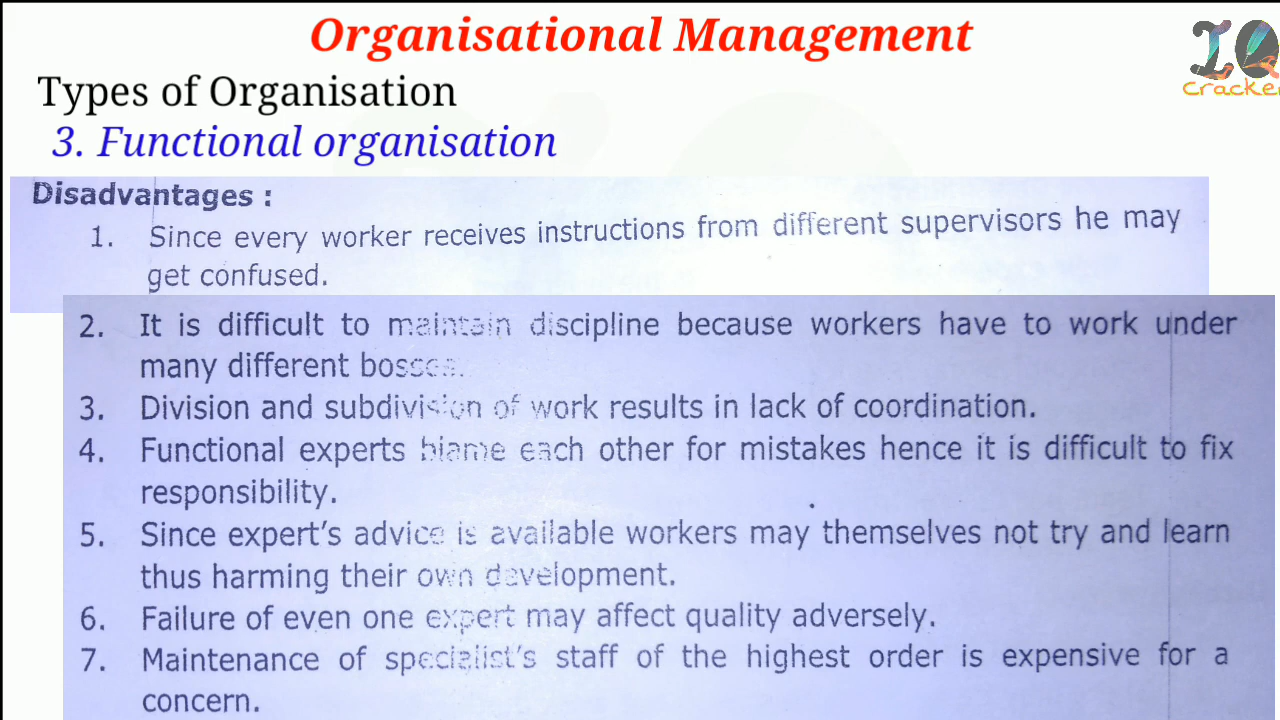 Organisational Management
IQ
Cracker
Types of Organisation
3. Functional organisation
Disadvantages :
1. Since every worker receives instructions from different supervisors he may
get confused.
2. It is difficult to maintain discipline because workers have to work under
many different bosses.
3. Division and subdivision of work results in lack of coordination.
4. Functional experts blame each other for mistakes hence it is difficult to fix
responsibility.
5. Since expert's advice is available workers may themselves not try and learn
thus harming their own development.
6. Failure of even one expert may affect quality adversely.
7. Maintenance of specialist's staff of the highest order is expensive for a
concern.